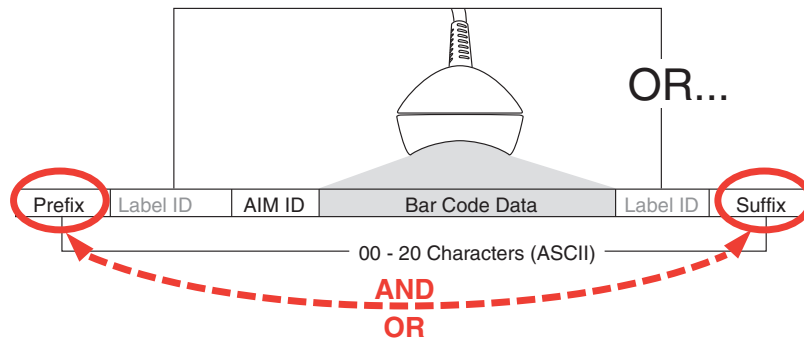 OR...
Prefix Label ID AIM ID Bar Code Data Label ID Suffix
00 - 20 Characters (ASCII)
AND
OR